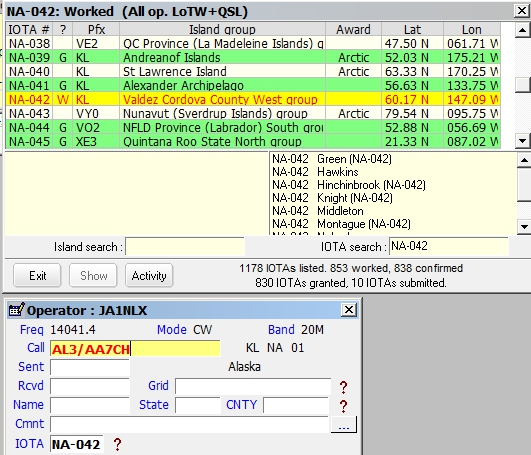 NA-042: Worked (All op. LoTW+QSL)
IOTA # ? Pfx Island group Award Lat Lon
NA-038 VE2 QC Province (La Madeleine Islands) g 47.50 N 061.71 W
NA-039 G KL Andreanof Islands Arctic 52.03 N 175.21 W
NA-040 KL St Lawrence Island Arctic 63.33 N 170.25 W
NA-041 G KL Alexander Archipelago 56.63 N 133.75 W
NA-042 W KL Valdez Cordova County West group 60.17 N 147.09 W
NA-043 VY0 Nunavut (Sverdrup Islands) group Arctic 79.54 N 095.75 W
NA-044 G VO2 NFLD Province (Labrador) South grou 52.88 N 056.69 W
NA-045 G XE3 Quintana Roo State North group 21.33 N 087.02 W
NA-042 Green (NA-042)
NA-042 Hawkins
NA-042 Hinchinbrook (NA-042)
NA-042 Knight (NA-042)
NA-042 Middleton
NA-042 Montague (NA-042)
Island search : IOTA search : NA-042
Exit Show Activity
1178 IOTAs listed. 853 worked, 838 confirmed
830 IOTAs granted, 10 IOTAs submitted.
Operator : JA1NLX
Freq 14041.4 Mode CW Band 20M
Call AL3/AA7CH KL NA 01
Sent Alaska
Rcvd Grid ?
Name State CNTY ?
Cmnt ...
IOTA NA-042 ?